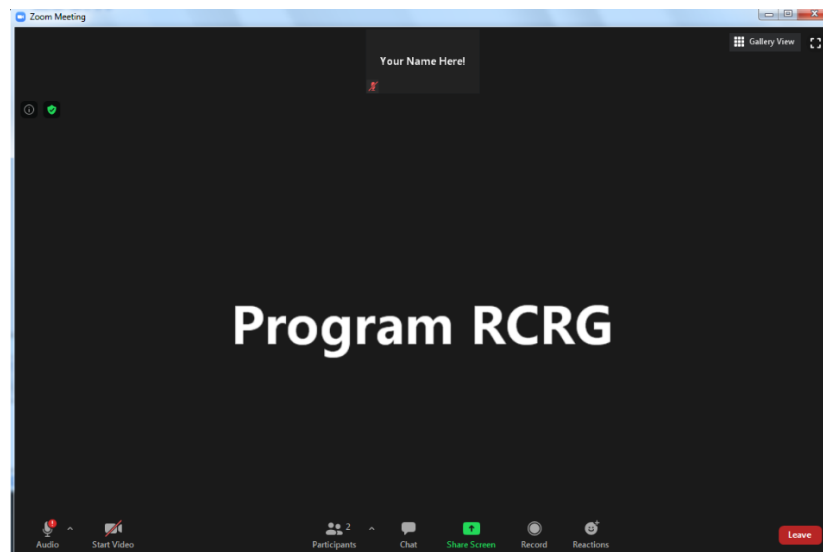 Zoom Meeting
Your Name Here!
Gallery View
Program RCRG
2
Audio
Start Video
Participants
Chat
Share Screen
Record
Reactions
Leave